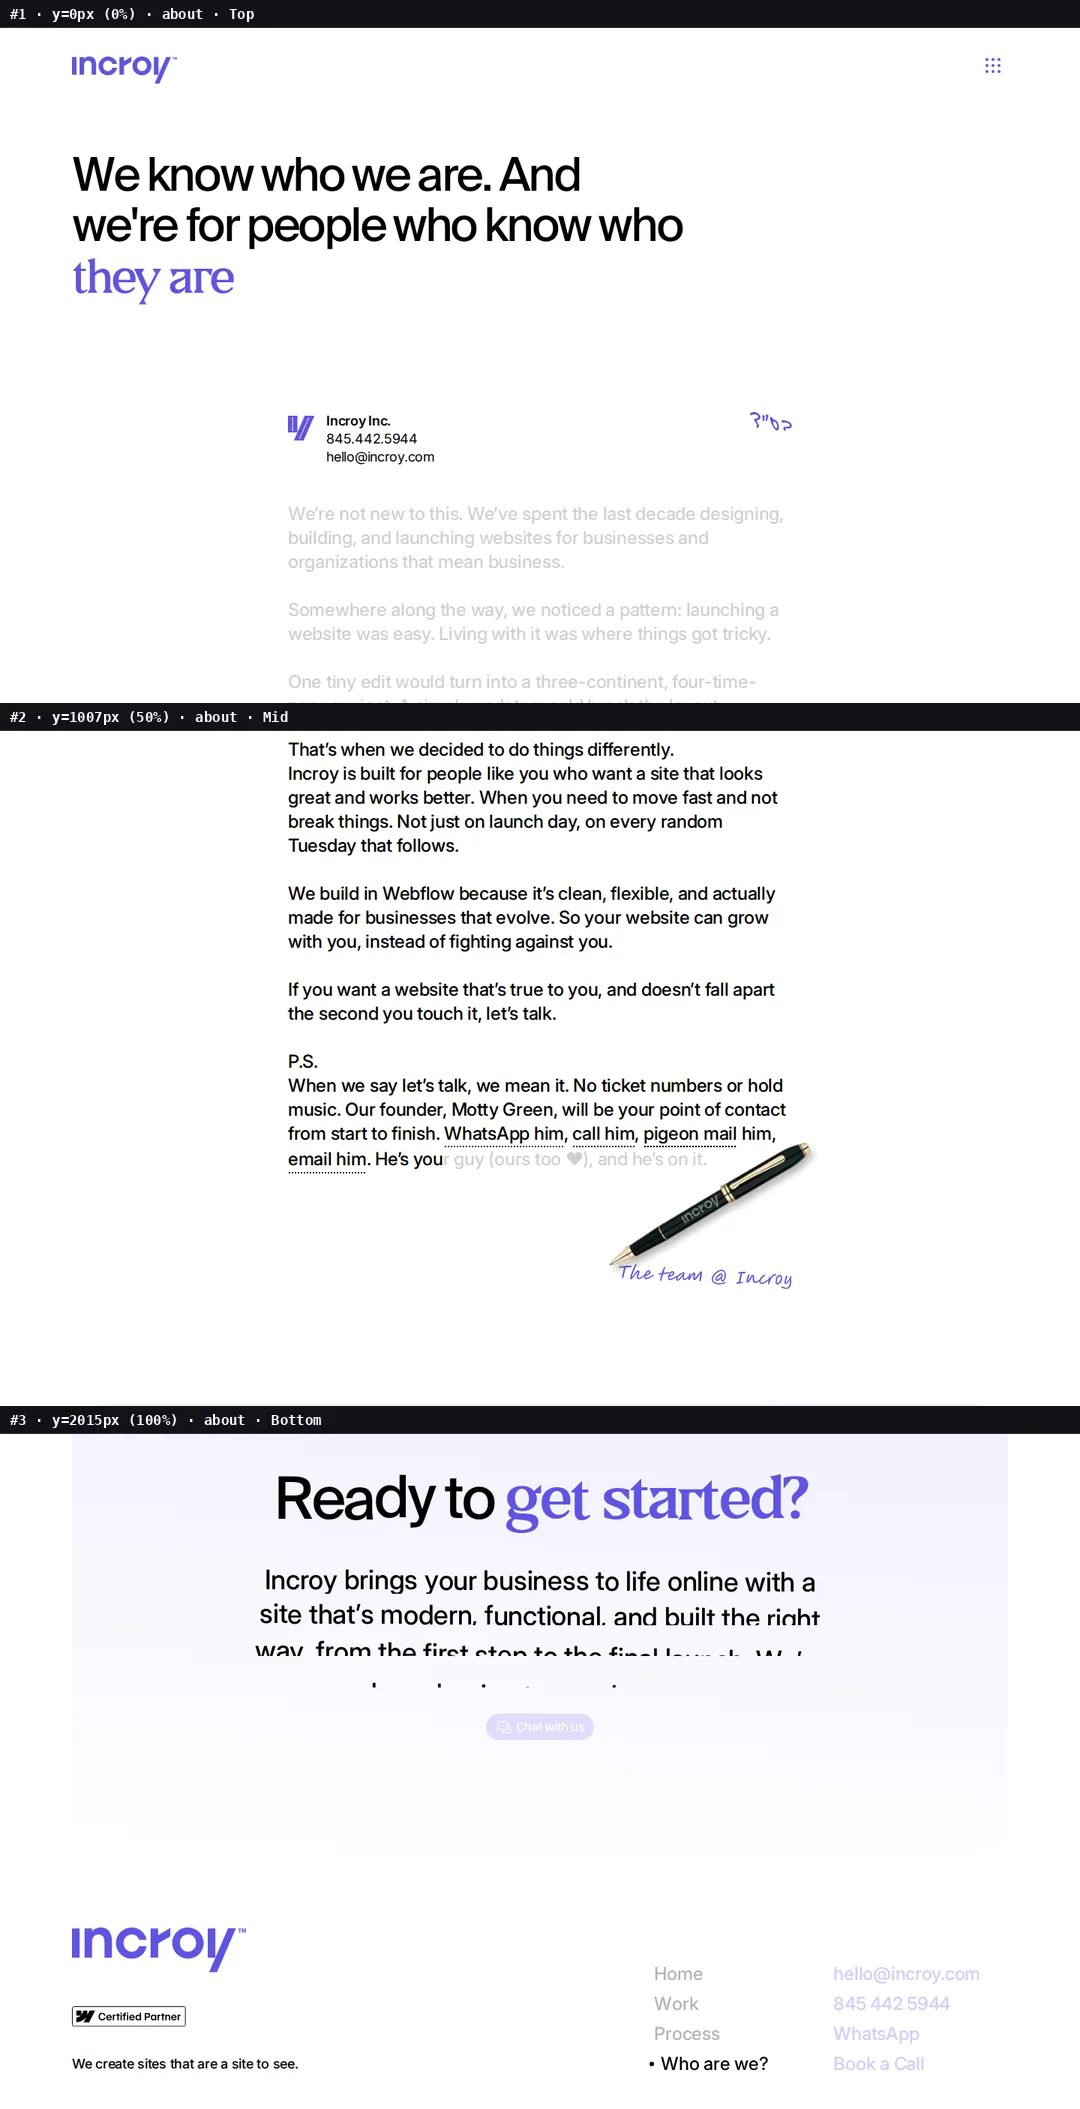 #1 · y=0px (0%) · about · Top
incroy™
We know who we are. And
we're for people who know who
they are
Incroy Inc.
845.442.5944
hello@incroy.com
We're not new to this. We've spent the last decade designing,
building, and launching websites for businesses and
organizations that mean business.
Somewhere along the way, we noticed a pattern: launching a
website was easy. Living with it was where things got tricky.
One tiny edit would turn into a three-continent, four-time-
#2 · y=1007px (50%) · about · Mid
That's when we decided to do things differently.
Incroy is built for people like you who want a site that looks
great and works better. When you need to move fast and not
break things. Not just on launch day, on every random
Tuesday that follows.
We build in Webflow because it's clean, flexible, and actually
made for businesses that evolve. So your website can grow
with you, instead of fighting against you.
If you want a website that's true to you, and doesn't fall apart
the second you touch it, let's talk.
P.S.
When we say let's talk, we mean it. No ticket numbers or hold
music. Our founder, Motty Green, will be your point of contact
from start to finish. WhatsApp him, call him, pigeon mail him,
email him. He's your guy (ours too ♥), and he's on it.
incroy
The team @ Incroy
#3 · y=2015px (100%) · about · Bottom
Ready to get started?
Incroy brings your business to life online with a
site that's modern, functional, and built the right
way, from the first step to the final launch.
Chat with us
incroy™
Certified Partner
We create sites that are a site to see.
Home
Work
Process
• Who are we?
hello@incroy.com
845 442 5944
WhatsApp
Book a Call